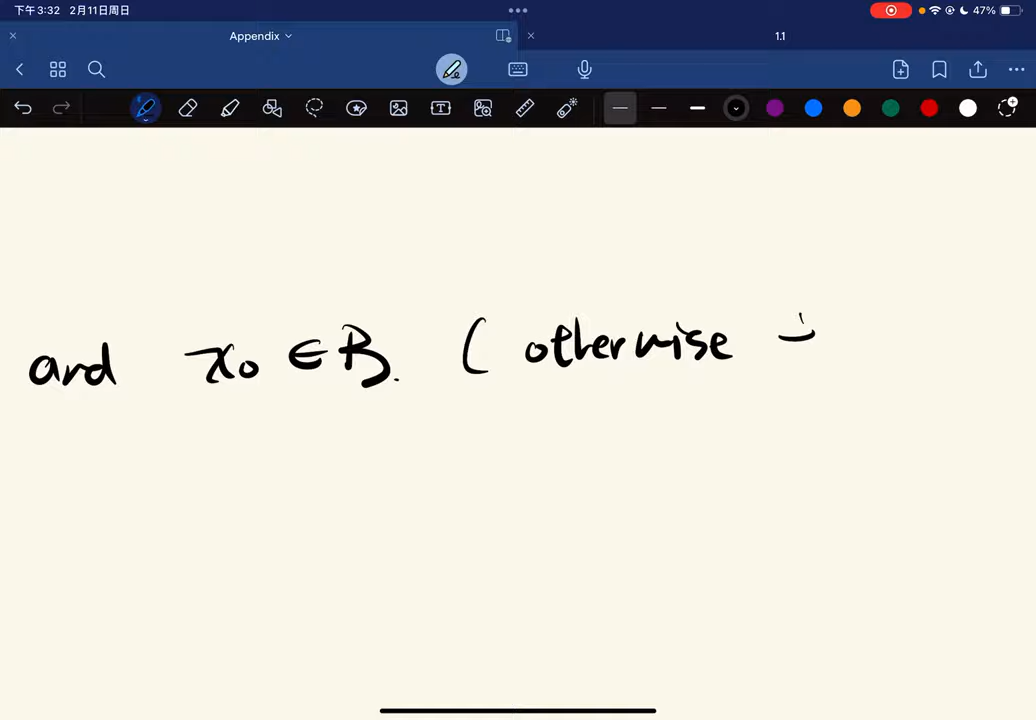 下午3:32 2月11日周日 47%
Appendix 1.1
and x₀ ∈ B. ( otherwise